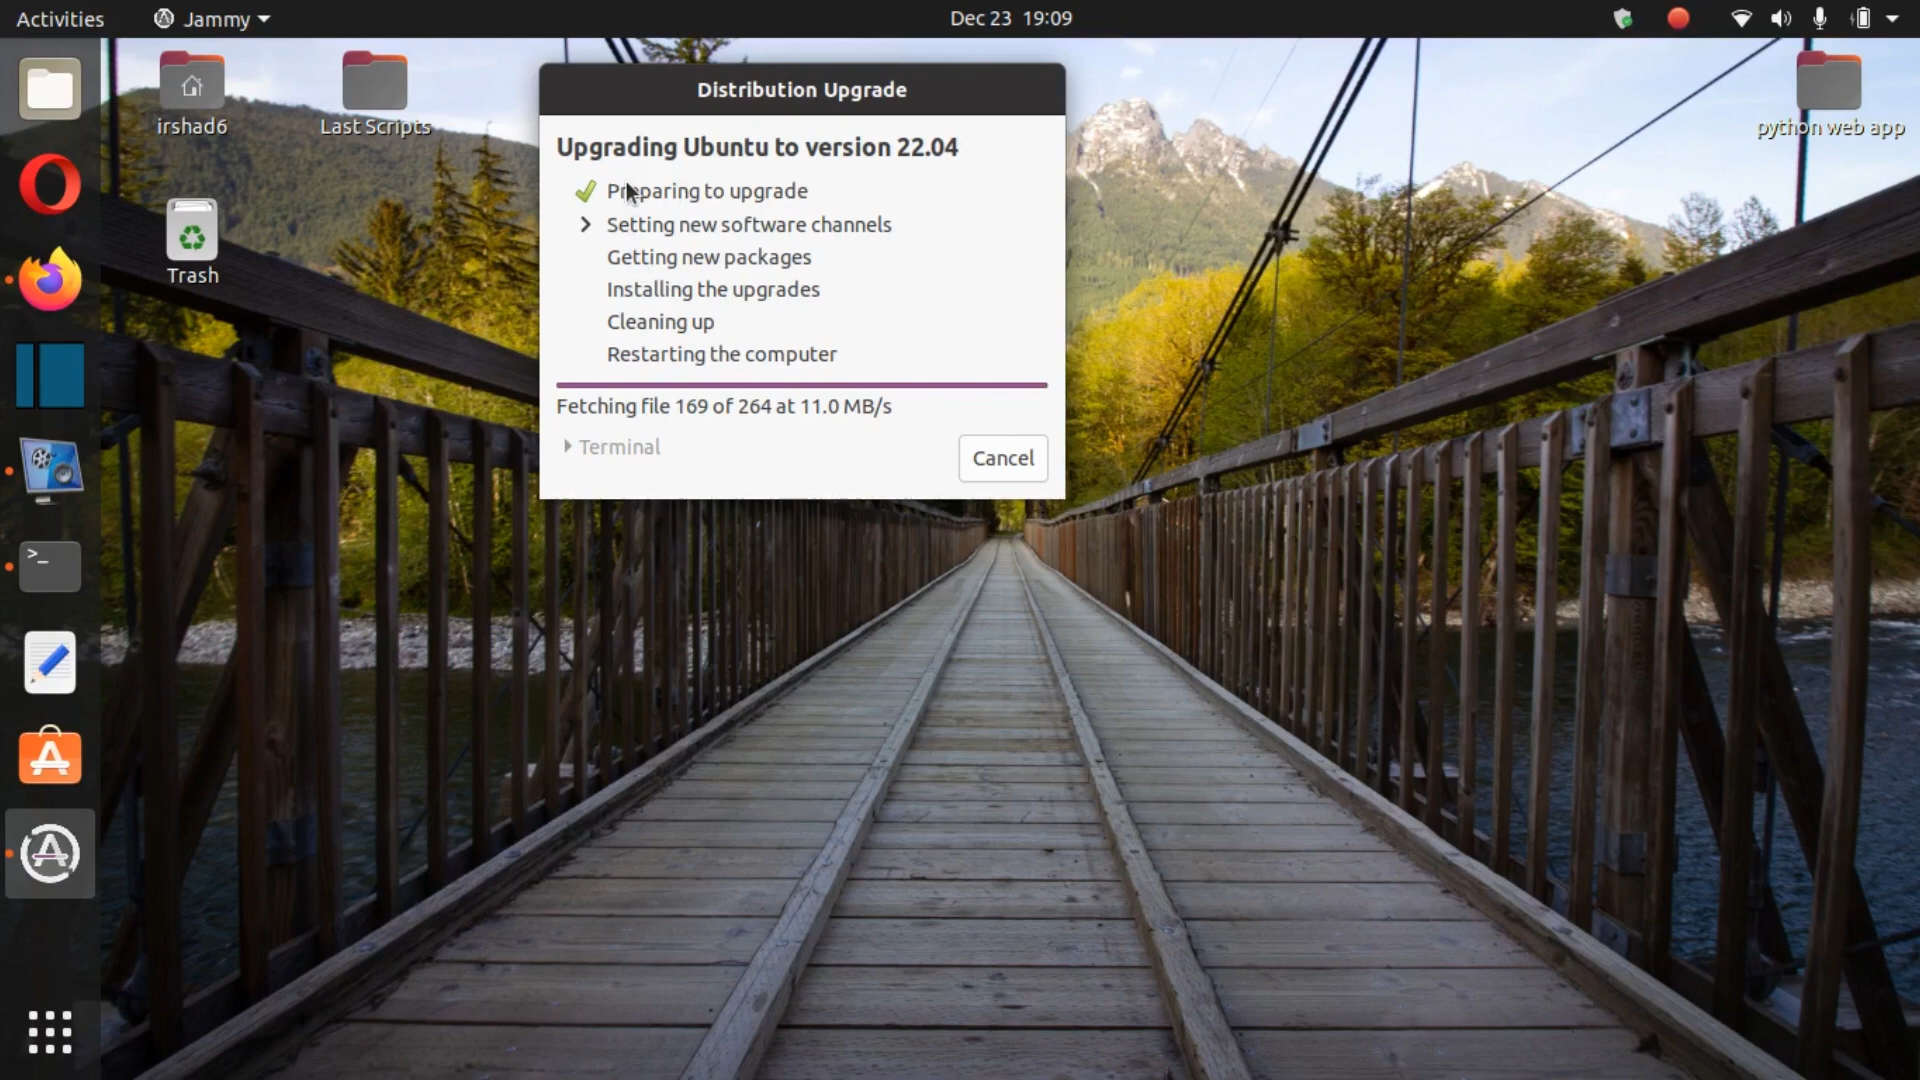 Activities
Jammy
Dec 23 19:09
irshad6
Last Scripts
python web app
Trash
Distribution Upgrade
Upgrading Ubuntu to version 22.04
Preparing to upgrade
Setting new software channels
Getting new packages
Installing the upgrades
Cleaning up
Restarting the computer
Fetching file 169 of 264 at 11.0 MB/s
Terminal
Cancel